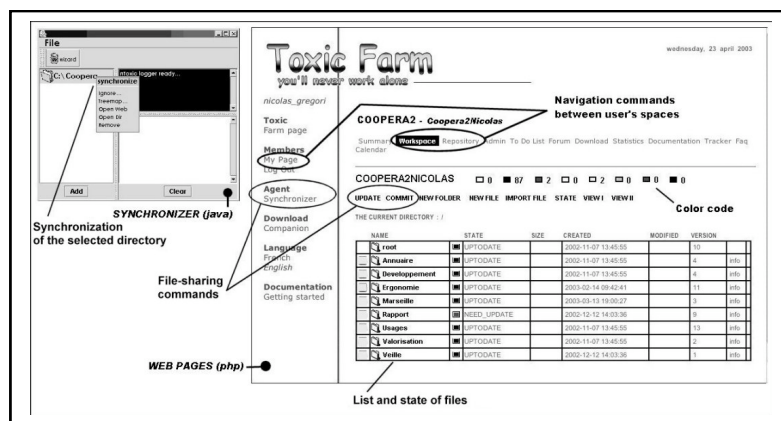 File
wizard
C:\ Coopera
ntoxic logger ready...
synchronize
Ignore...
Treemap...
Open Web
Open Dir
Remove
Add
Clear
SYNCHRONIZER (java)
Synchronization
of the selected directory
File-sharing
commands
WEB PAGES (php)
Toxic Farm
you'll never work alone
wednesday, 23 april 2003
nicolas_gregori
Toxic
Farm page
Members
My Page
Log Out
Agent
Synchronizer
Download
Companion
Language
French
English
Documentation
Getting started
Navigation commands
between user's spaces
COOPERA2 - Coopera2Nicolas
Summary Workspace Repository Admin To Do List Forum Download Statistics Documentation Tracker Faq
Calendar
COOPERA2NICOLAS 0 87 2 0 2 0 0 0
Color code
UPDATE COMMIT NEW FOLDER NEW FILE IMPORT FILE STATE VIEW I VIEW II
THE CURRENT DIRECTORY : /
NAME STATE SIZE CREATED MODIFIED VERSION
root UPTODATE 2002-11-07 13:45:55 10
Annuaire UPTODATE 2002-11-07 13:45:55 4 info
Developpement UPTODATE 2002-11-07 13:45:55 4 info
Ergonomie UPTODATE 2003-02-14 09:42:41 11 info
Marseille UPTODATE 2003-03-13 19:00:27 3 info
Rapport NEED_UPDATE 2002-12-12 14:03:36 9 info
Usages UPTODATE 2002-11-07 13:45:55 13 info
Valorisation UPTODATE 2002-11-07 13:45:55 2 info
Veille UPTODATE 2002-12-12 14:03:36 1 info
List and state of files